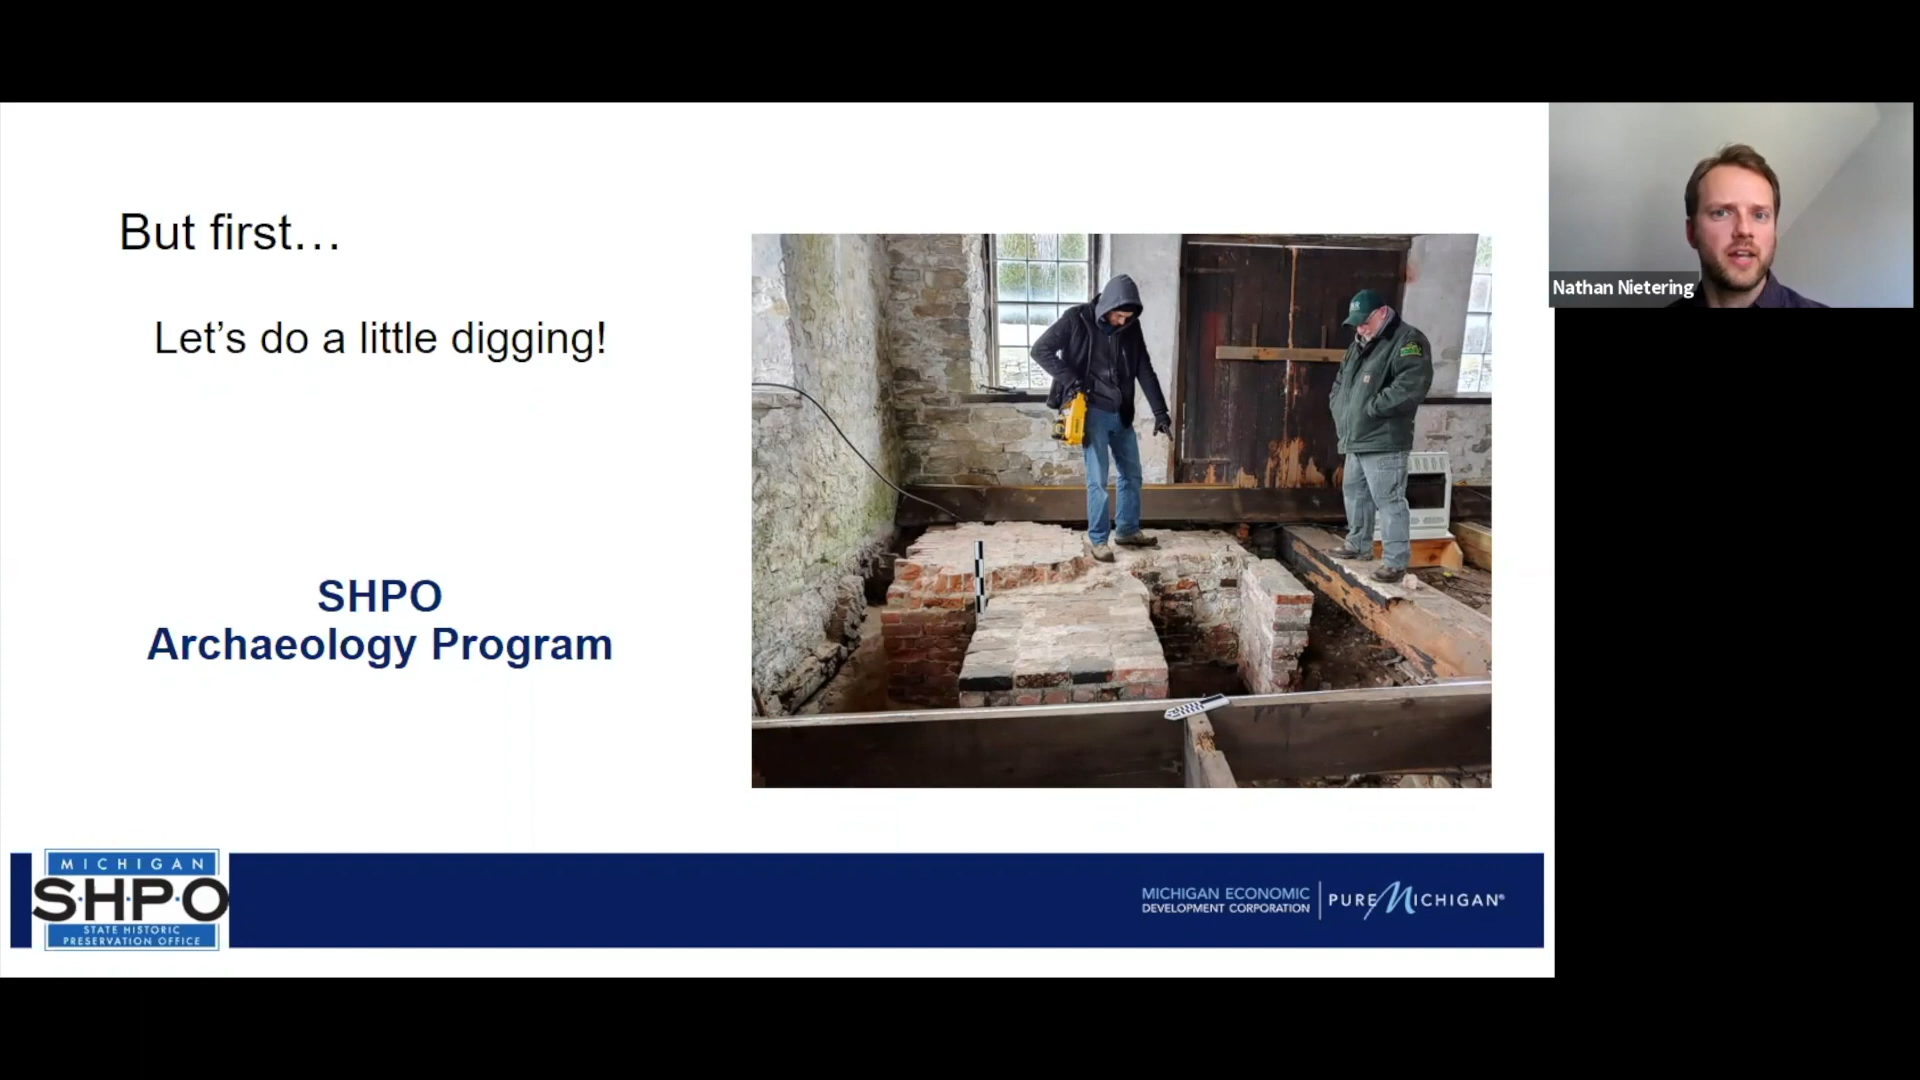 But first…
Let's do a little digging!
SHPO
Archaeology Program
Nathan Nietering
MICHIGAN
S·H·P·O
STATE HISTORIC
PRESERVATION OFFICE
MICHIGAN ECONOMIC
DEVELOPMENT CORPORATION
PURE MICHIGAN®